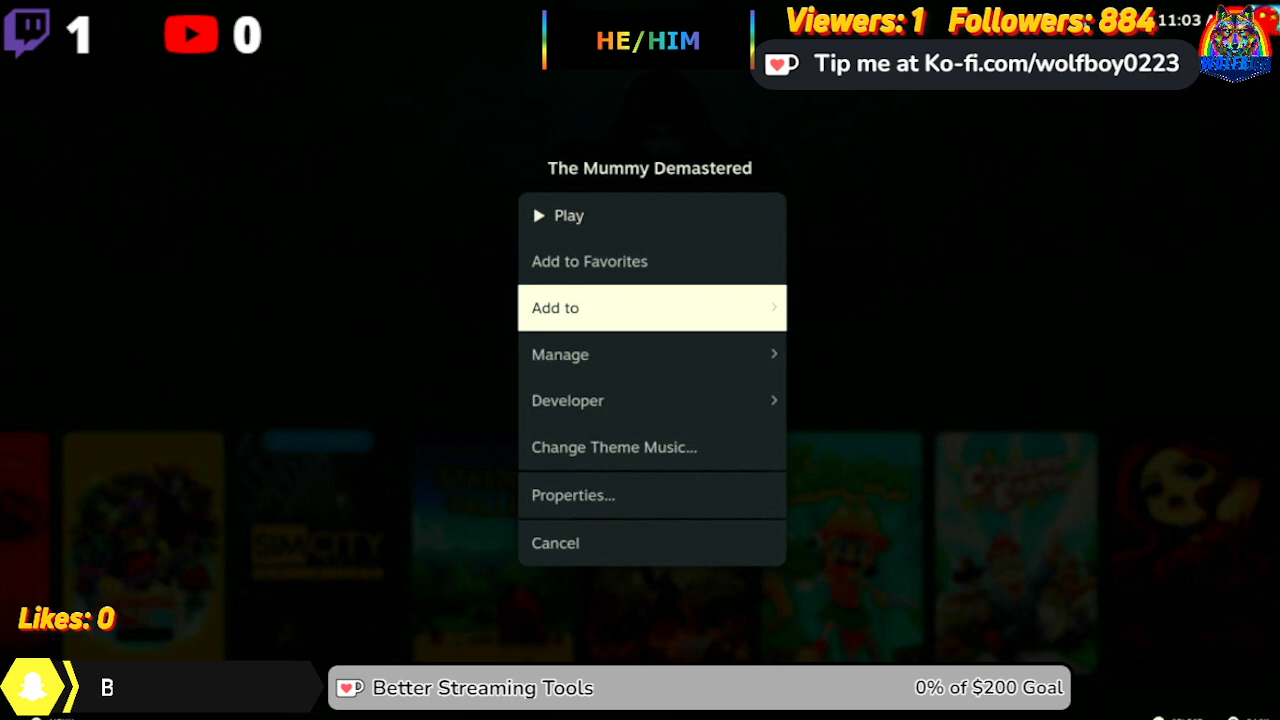 1
0
HE/HIM
Viewers: 1 Followers: 884
11:03
Tip me at Ko-fi.com/wolfboy0223
The Mummy Demastered
Play
Add to Favorites
Add to
Manage
Developer
Change Theme Music...
Properties...
Cancel
SIMCITY
Likes: 0
B
Better Streaming Tools
0% of $200 Goal